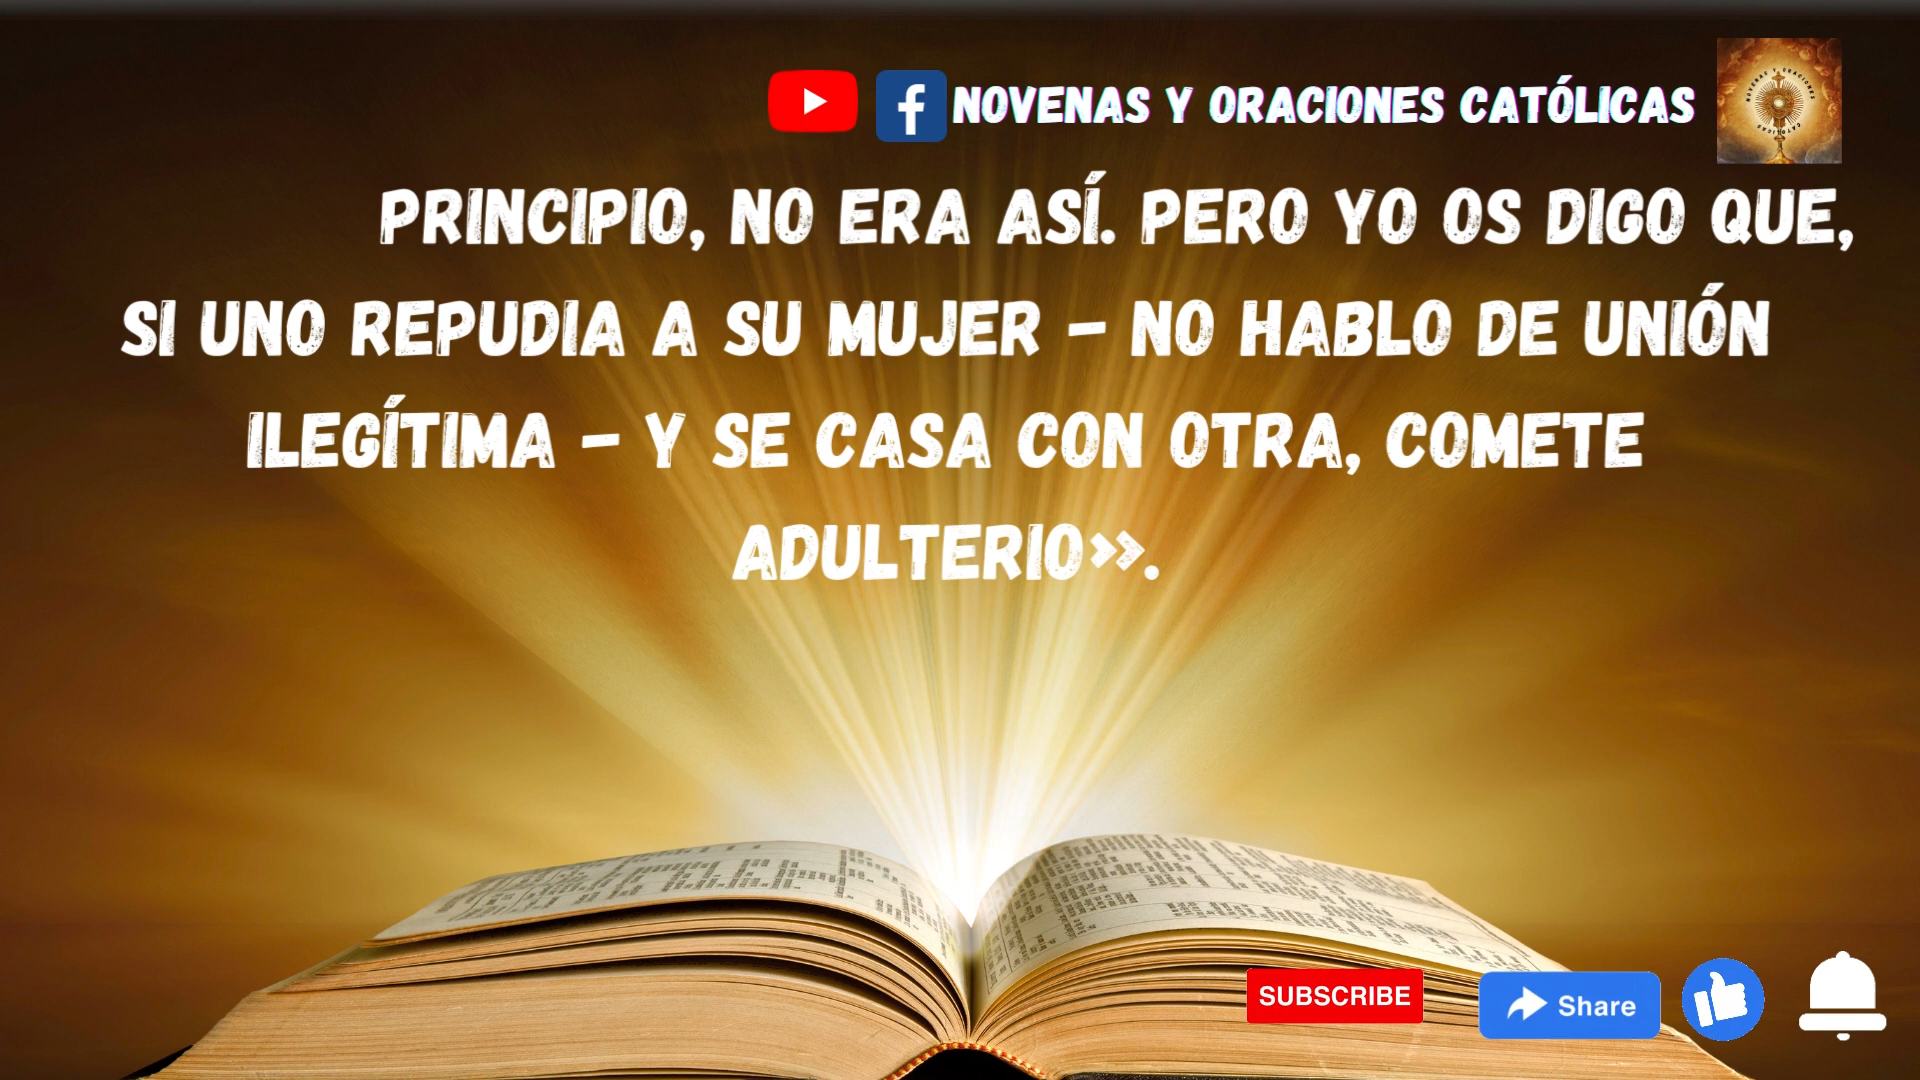 NOVENAS Y ORACIONES CATÓLICAS
PRINCIPIO, NO ERA ASÍ. PERO YO OS DIGO QUE,
SI UNO REPUDIA A SU MUJER – NO HABLO DE UNIÓN
ILEGÍTIMA – Y SE CASA CON OTRA, COMETE
ADULTERIO».
SUBSCRIBE
Share